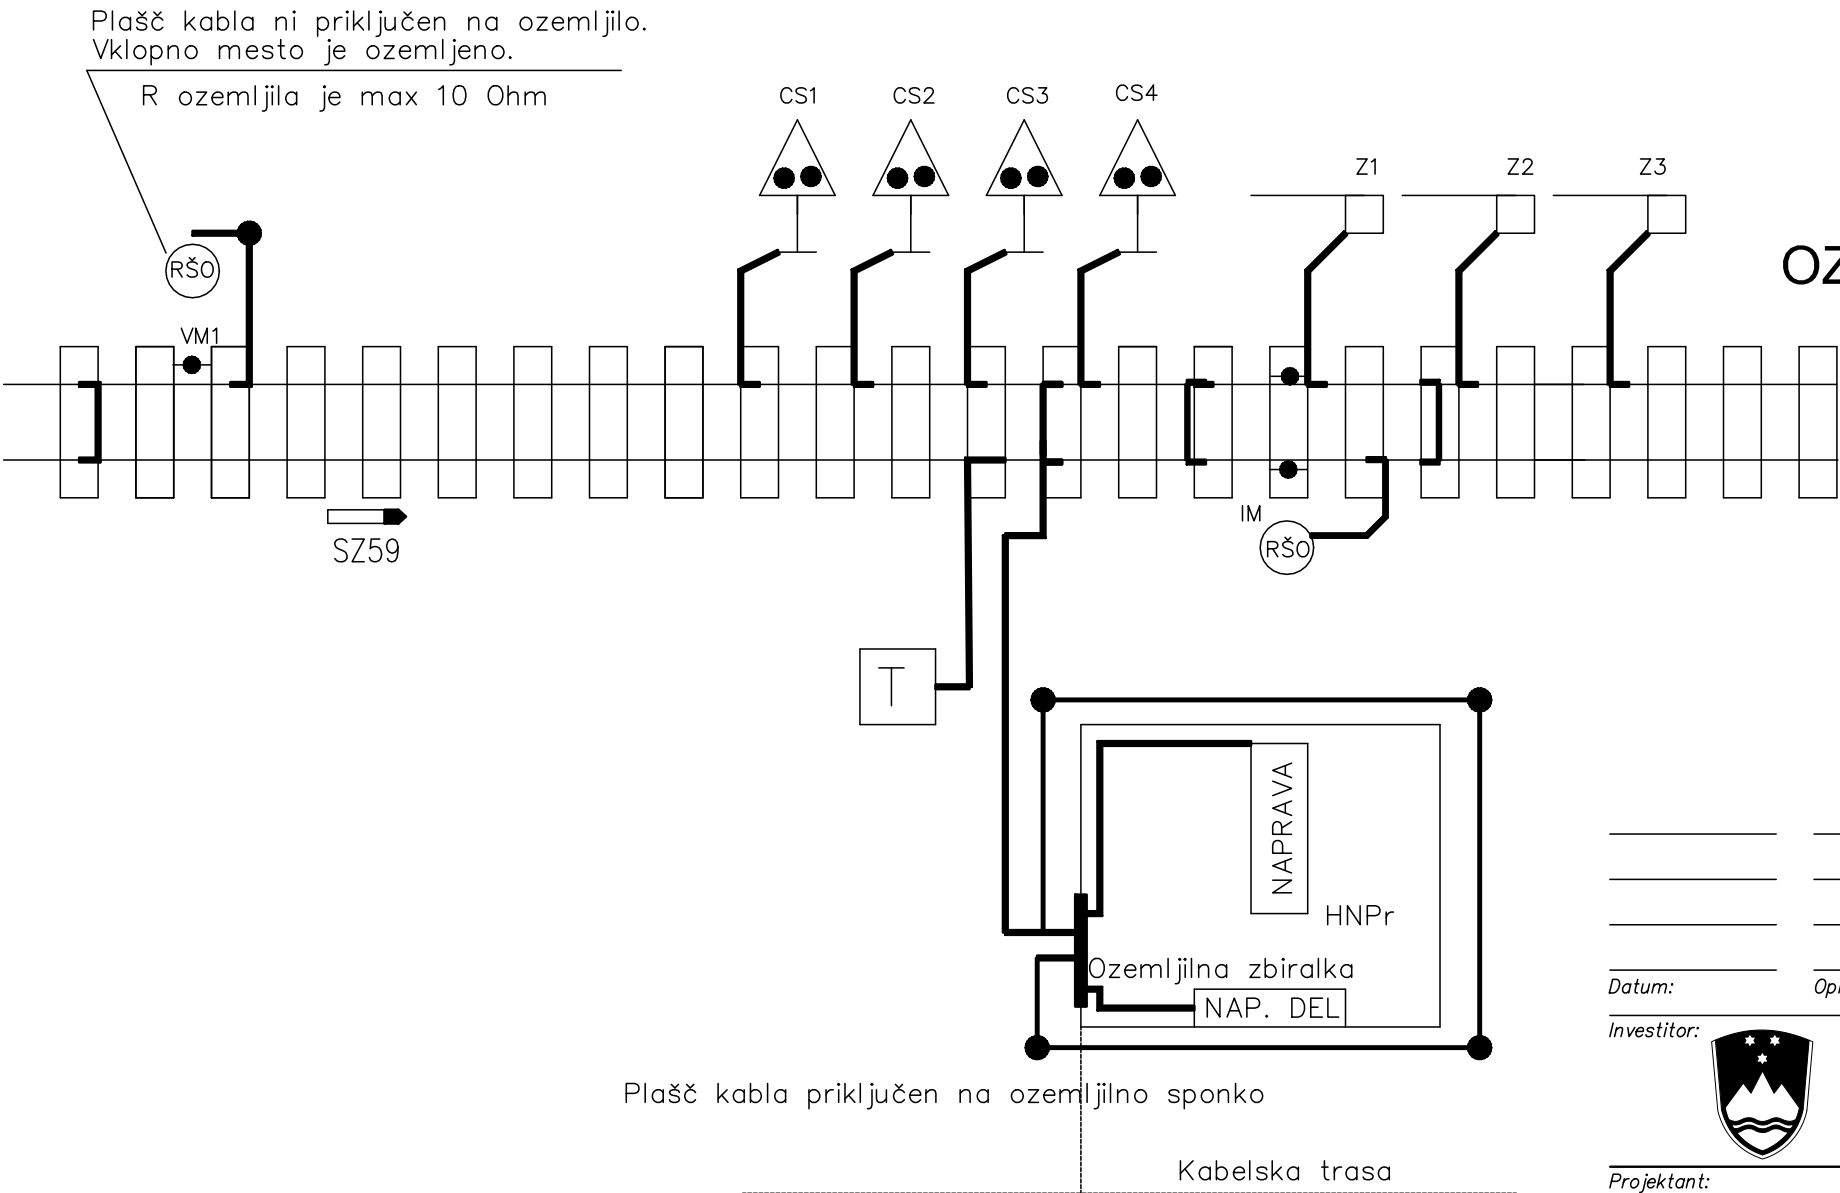 Plašč kabla ni priključen na ozemljilo.
Vklopno mesto je ozemljeno.
R ozemljila je max 10 Ohm
CS1
CS2
CS3
CS4
Z1
Z2
Z3
RŠO
OZ
VM1
SZ59
IM
RŠO
T
NAPRAVA
HNPr
Ozemljilna zbiralka
NAP. DEL
Datum:
Investitor:
Plašč kabla priključen na ozemljilno sponko
Kabelska trasa
Projektant: